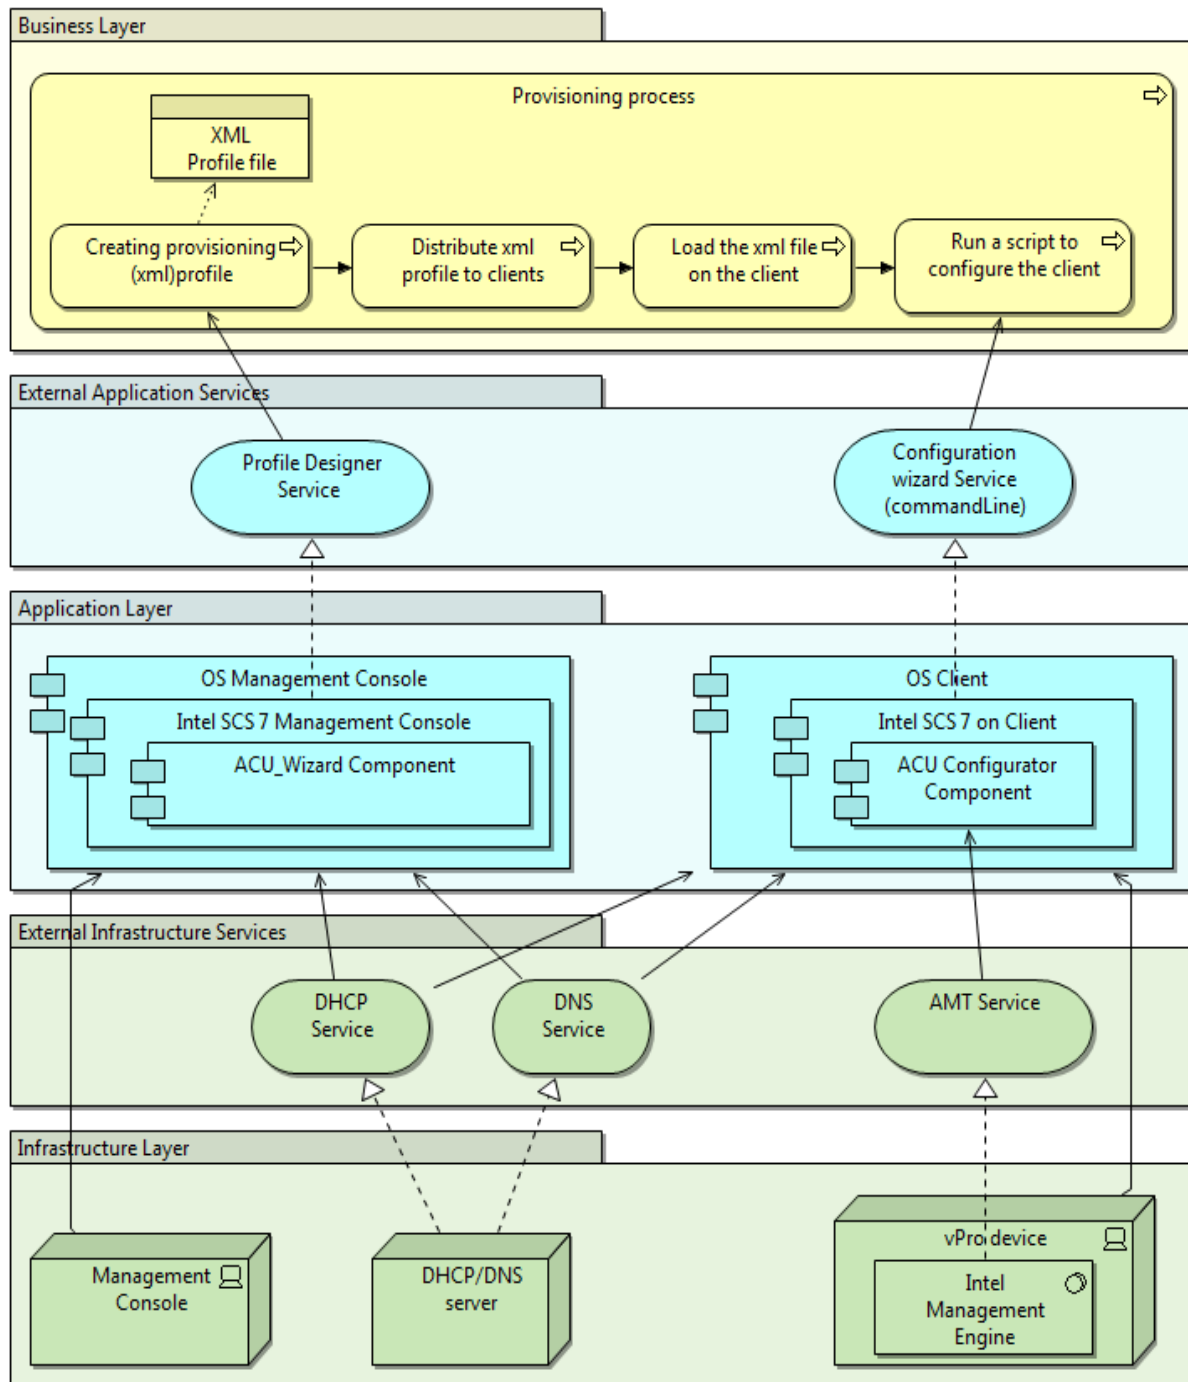 Business Layer
Provisioning process
XML
Profile file
Creating provisioning
(xml)profile
Distribute xml
profile to clients
Load the xml file
on the client
Run a script to
configure the client
External Application Services
Profile Designer
Service
Configuration
wizard Service
(commandLine)
Application Layer
OS Management Console
Intel SCS 7 Management Console
ACU_Wizard Component
OS Client
Intel SCS 7 on Client
ACU Configurator
Component
External Infrastructure Services
DHCP
Service
DNS
Service
AMT Service
Infrastructure Layer
Management
Console
DHCP/DNS
server
vPro device
Intel
Management
Engine